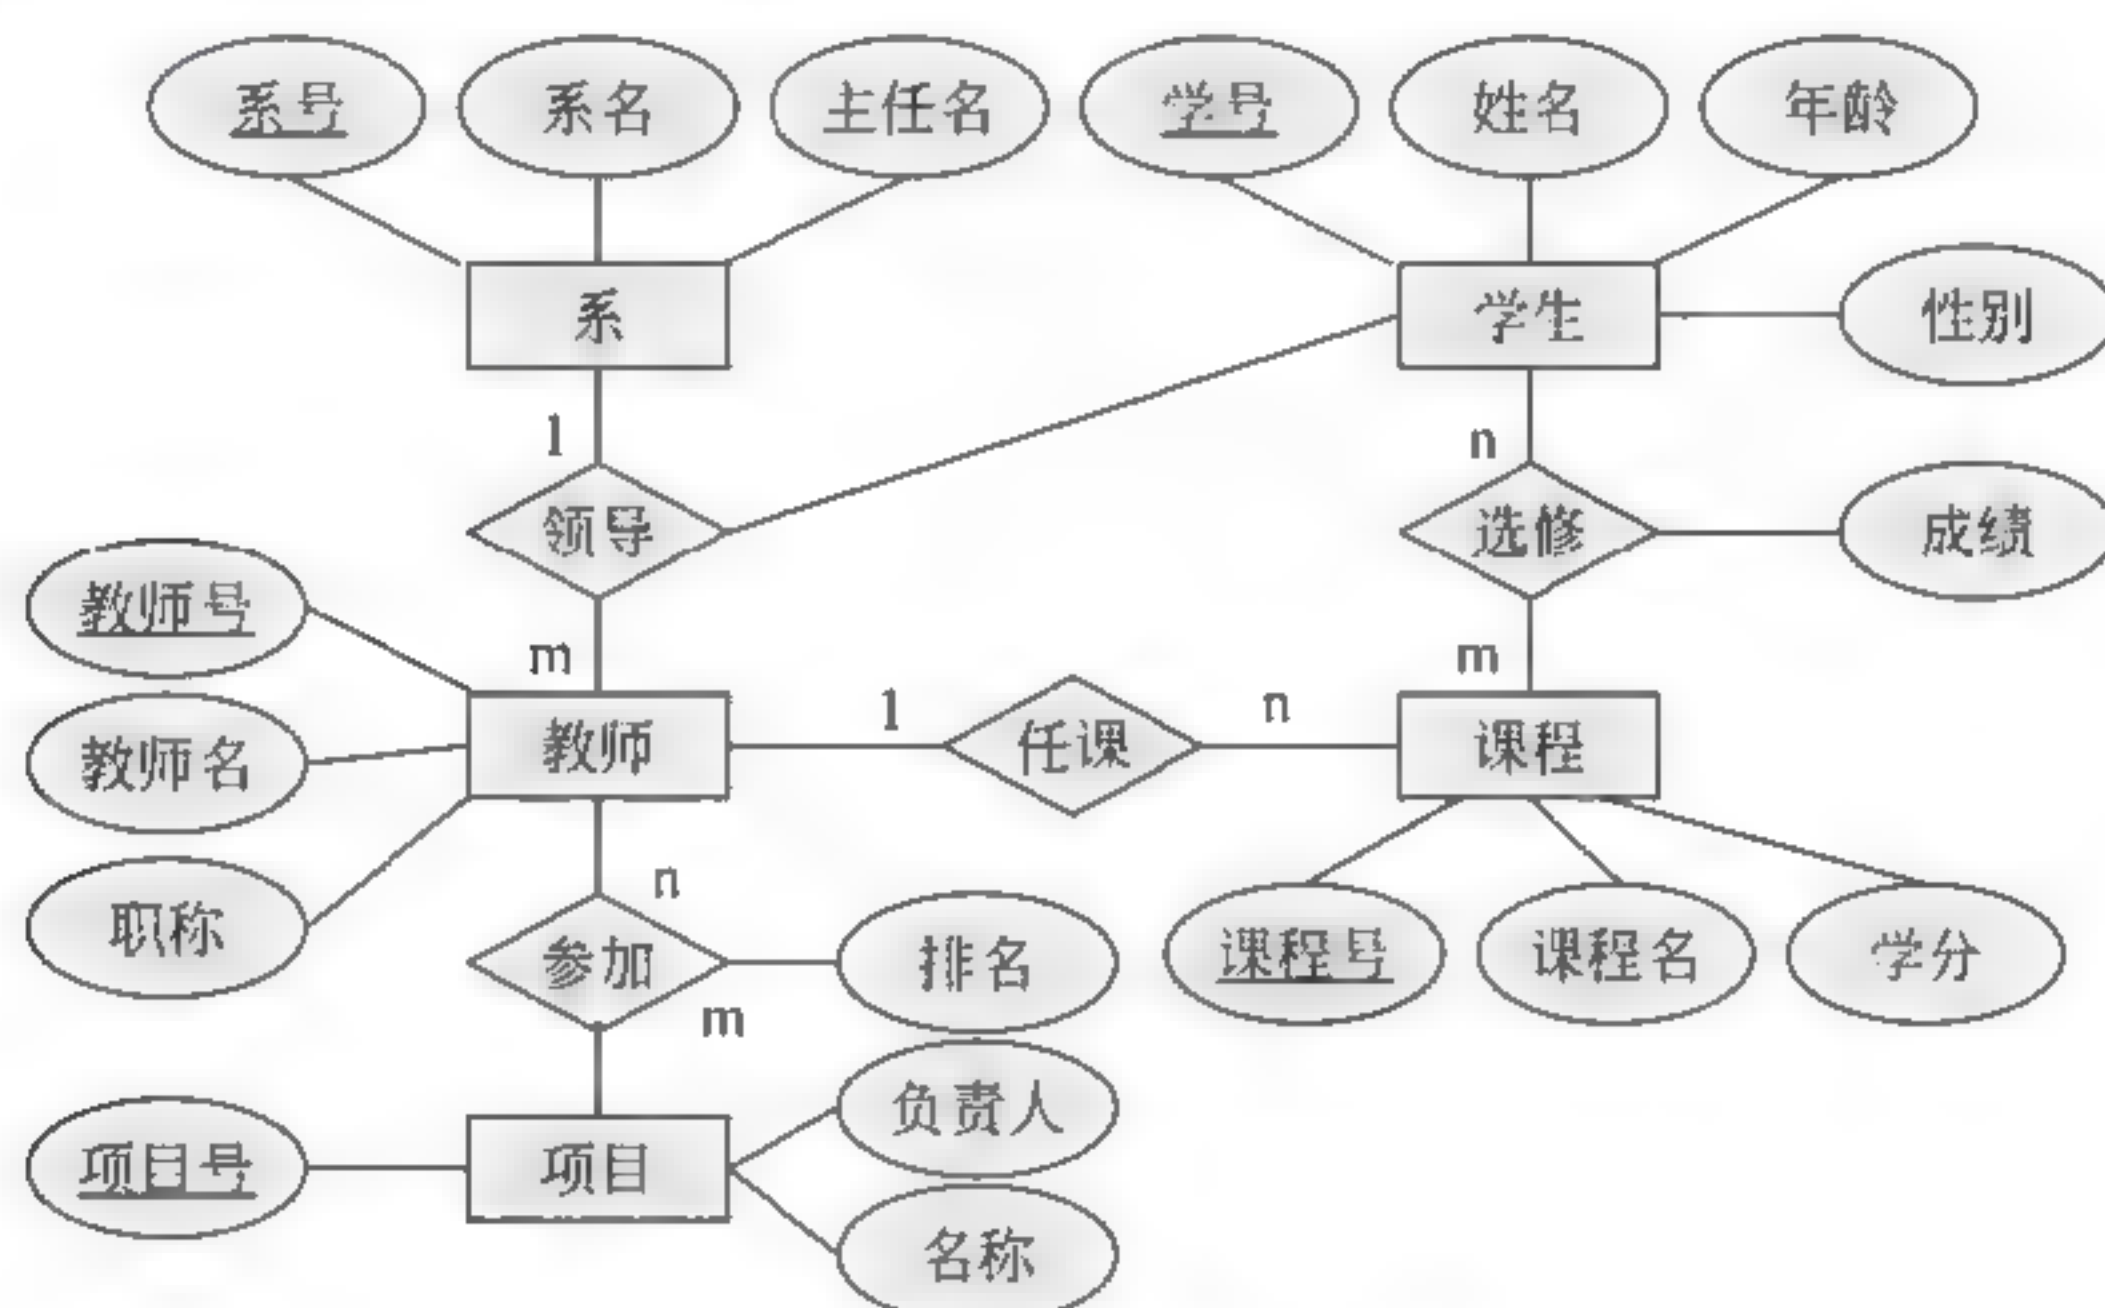 系号 系名 主任名 学号 姓名 年龄
系 学生 性别
1 n
领导 选修 成绩
教师号
m m
教师名 教师 1 任课 n 课程
职称 n
参加 排名 课程号 课程名 学分
m
负责人
项目号 项目
名称